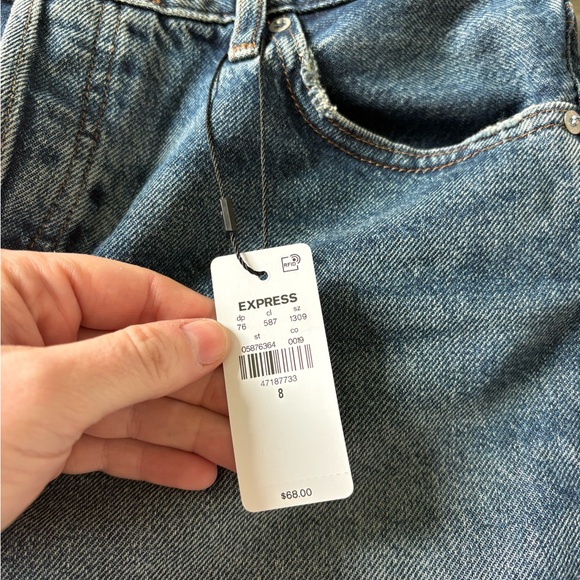 RFID
EXPRESS
dp cl sz
76 587 1309
st co
05876364 0019
47187733
8
$68.00